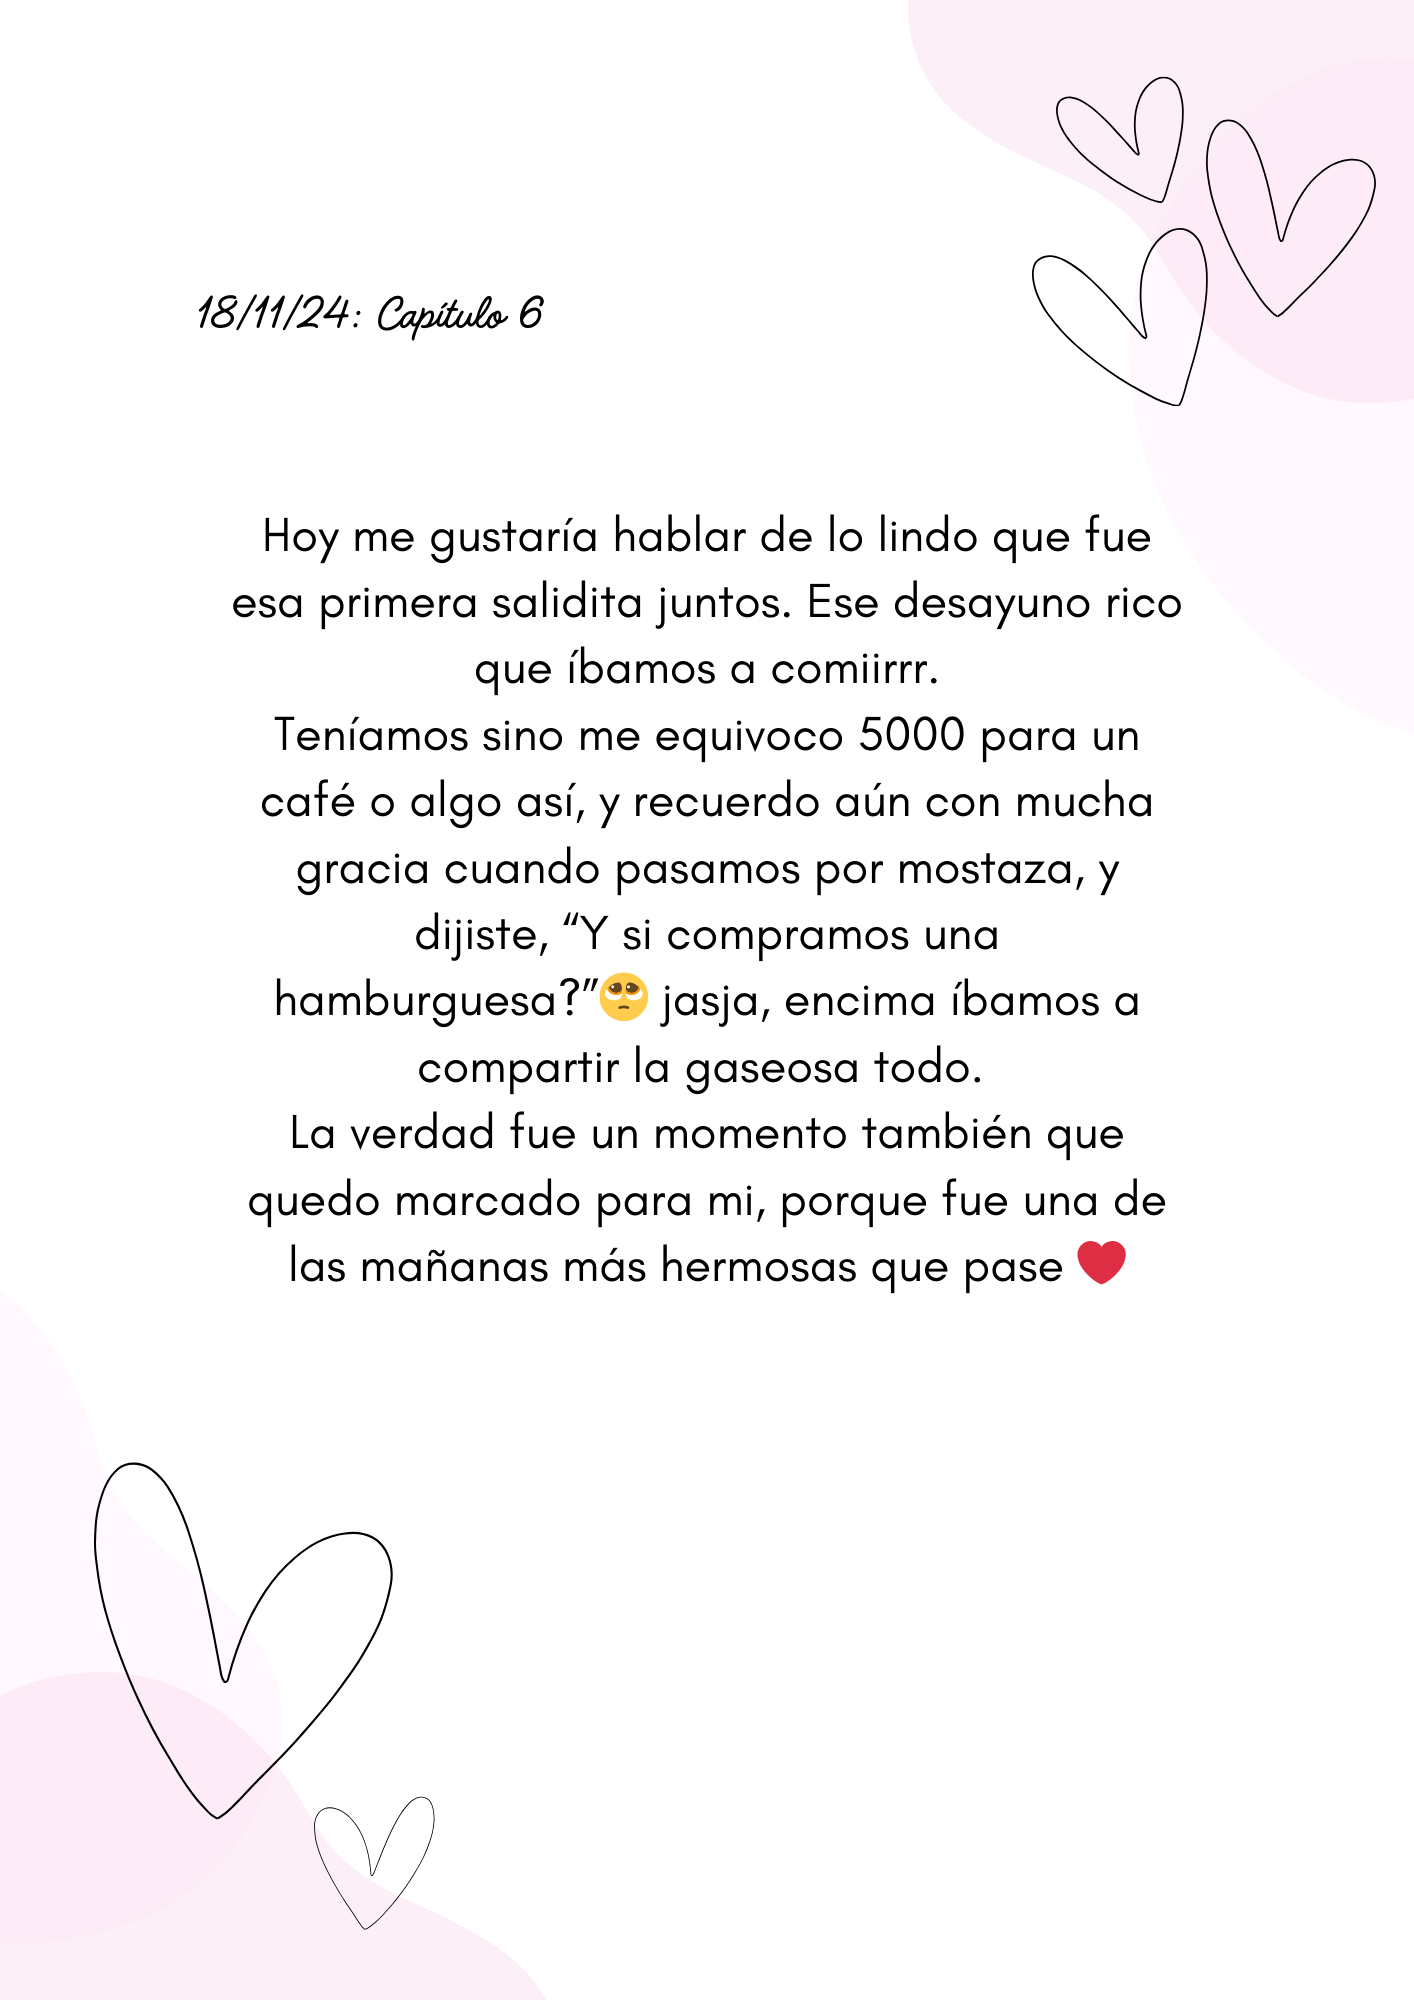 18/11/24: Capítulo 6
Hoy me gustaría hablar de lo lindo que fue
esa primera salidita juntos. Ese desayuno rico
que íbamos a comiirrr.
Teníamos sino me equivoco 5000 para un
café o algo así, y recuerdo aún con mucha
gracia cuando pasamos por mostaza, y
dijiste, “Y si compramos una
hamburguesa?”🥺 jasja, encima íbamos a
compartir la gaseosa todo.
La verdad fue un momento también que
quedo marcado para mi, porque fue una de
las mañanas más hermosas que pase ❤️